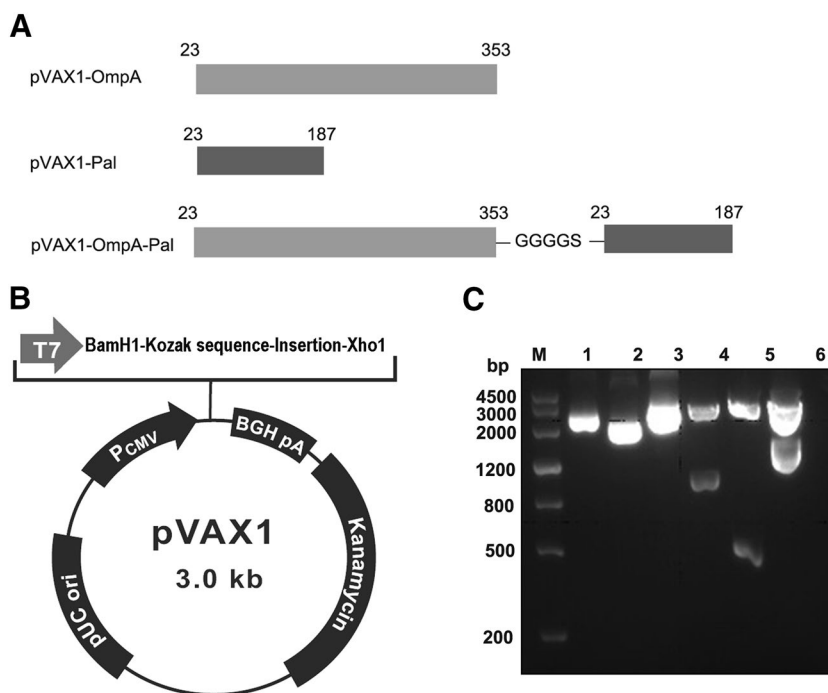 A
23 353
pVAX1-OmpA
23 187
pVAX1-Pal
23 353 23 187
pVAX1-OmpA-Pal GGGGS
B
T7 BamH1-Kozak sequence-Insertion-Xho1
PCMV
BGH pA
Kanamycin
pUC ori
pVAX1
3.0 kb
C
bp M 1 2 3 4 5 6
4500
3000
2000
1200
800
500
200